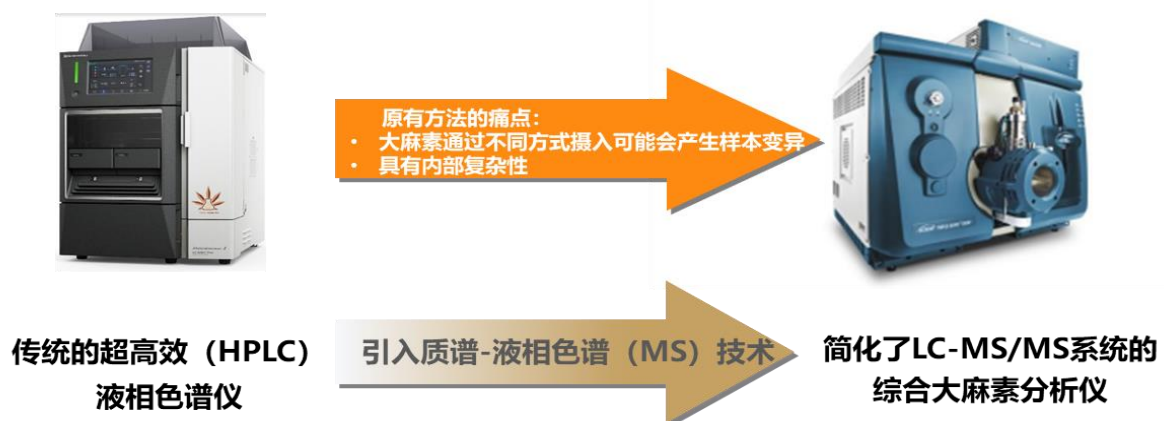 原有方法的痛点:
• 大麻素通过不同方式摄入可能会产生样本变异
• 具有内部复杂性
传统的超高效（HPLC）
液相色谱仪
引入质谱-液相色谱（MS）技术
简化了LC-MS/MS系统的
综合大麻素分析仪